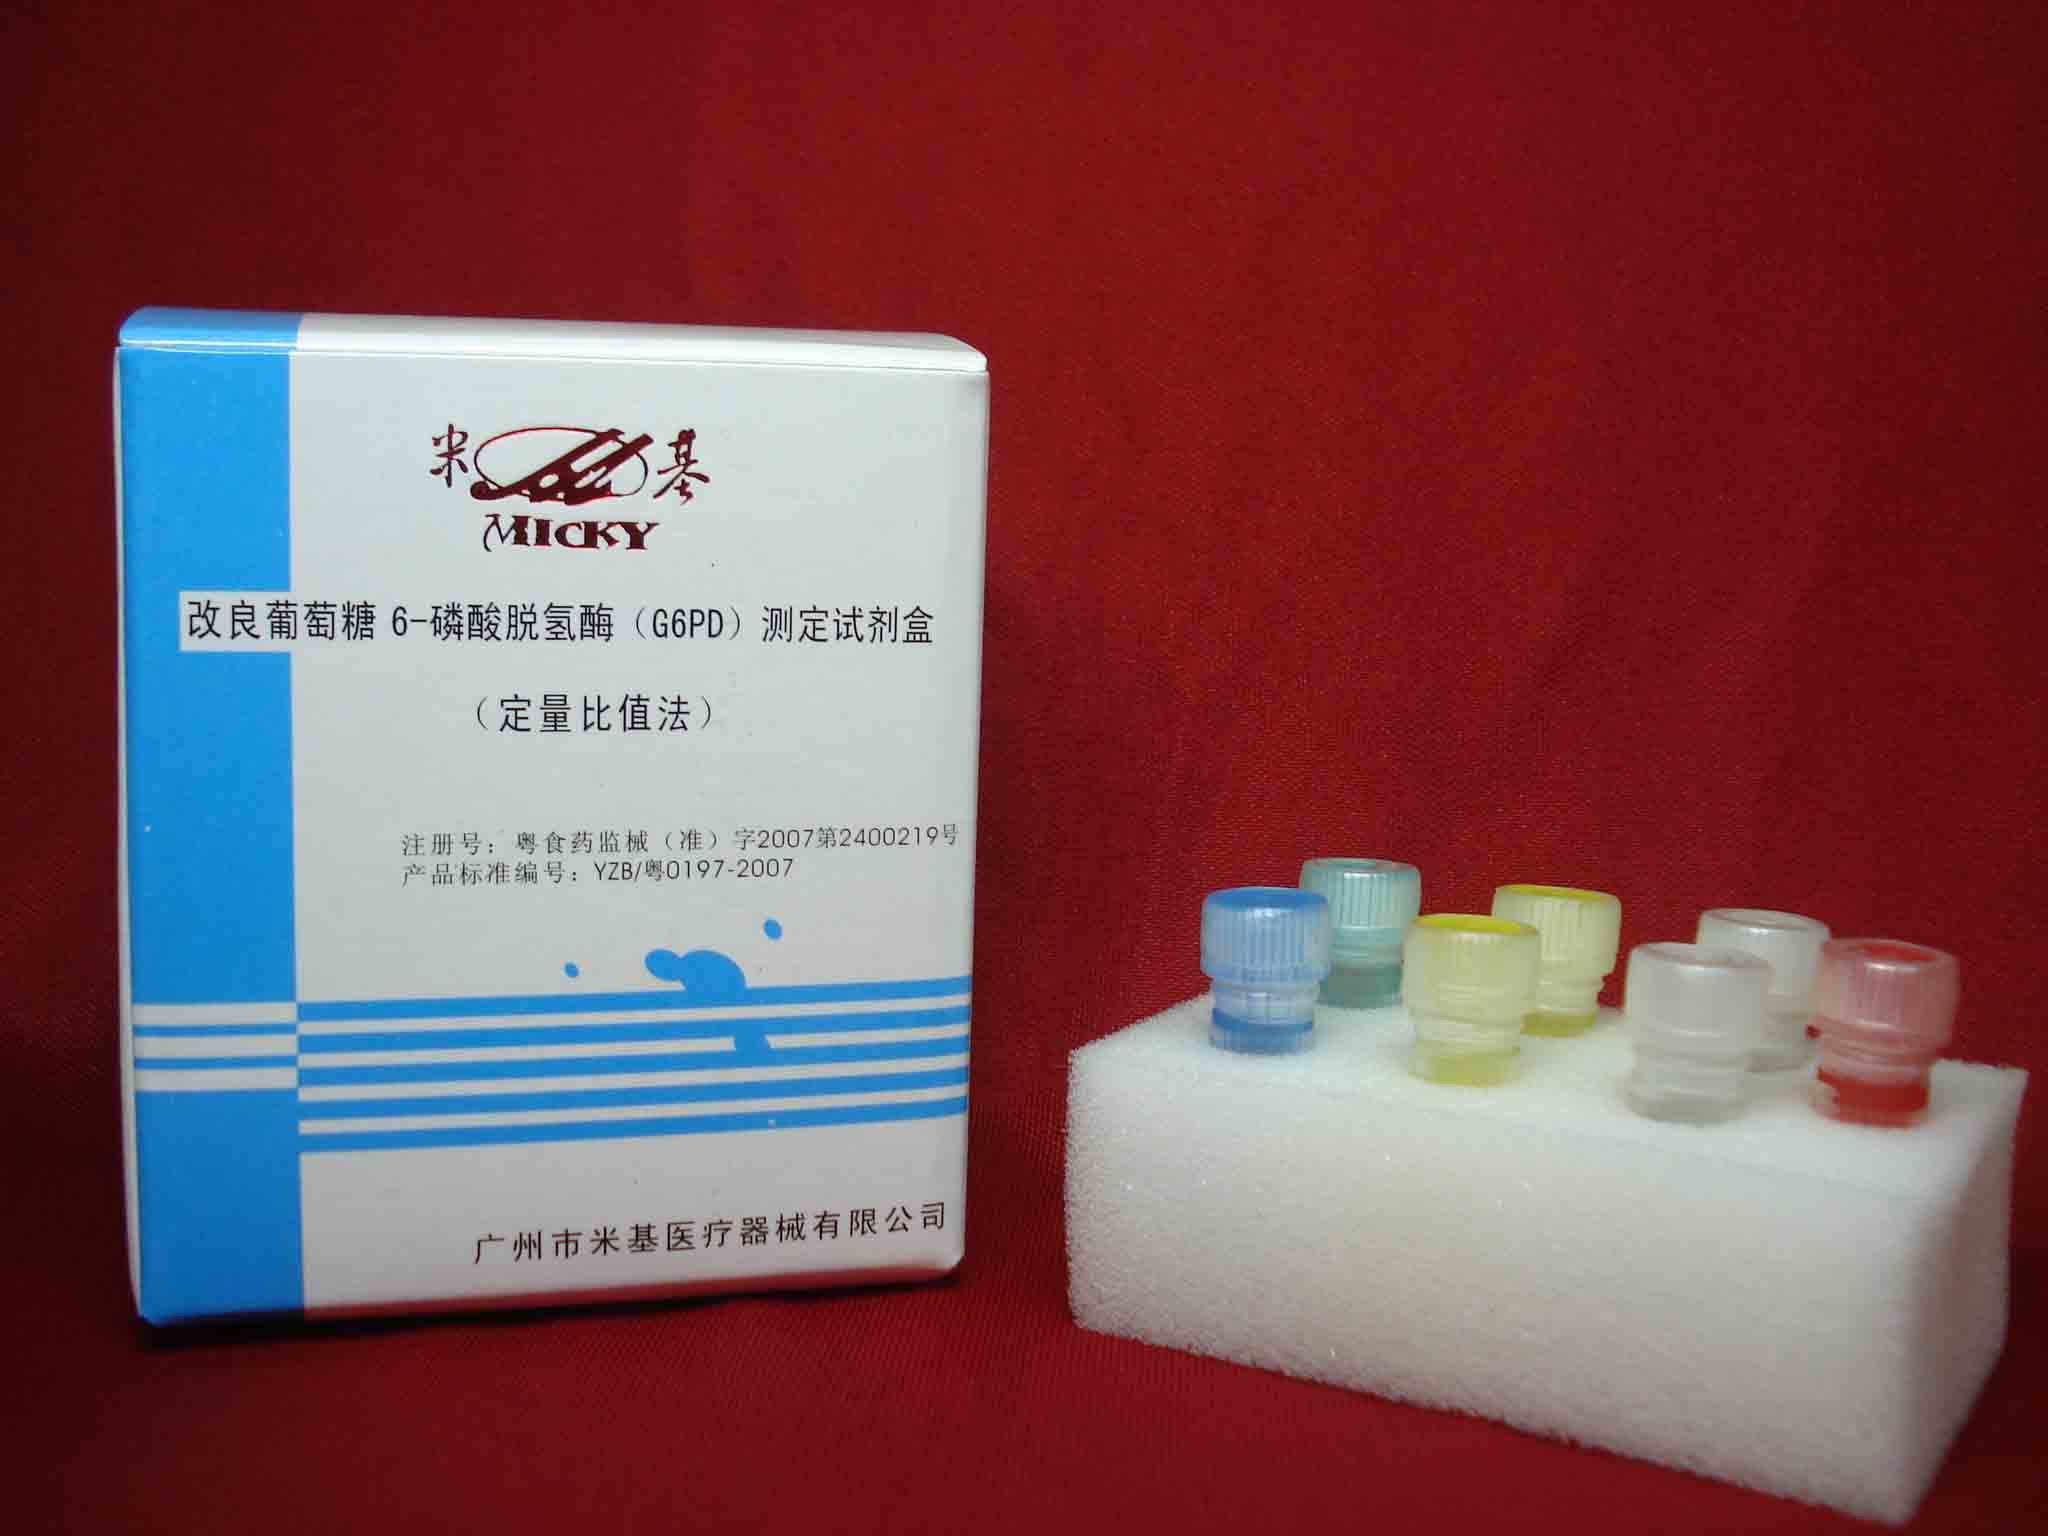 米 基
MICKY
改良葡萄糖 6-磷酸脱氢酶（G6PD）测定试剂盒
（定量比值法）
注册号：粤食药监械（准）字2007第2400219号
产品标准编号：YZB/粤0197-2007
广州市米基医疗器械有限公司